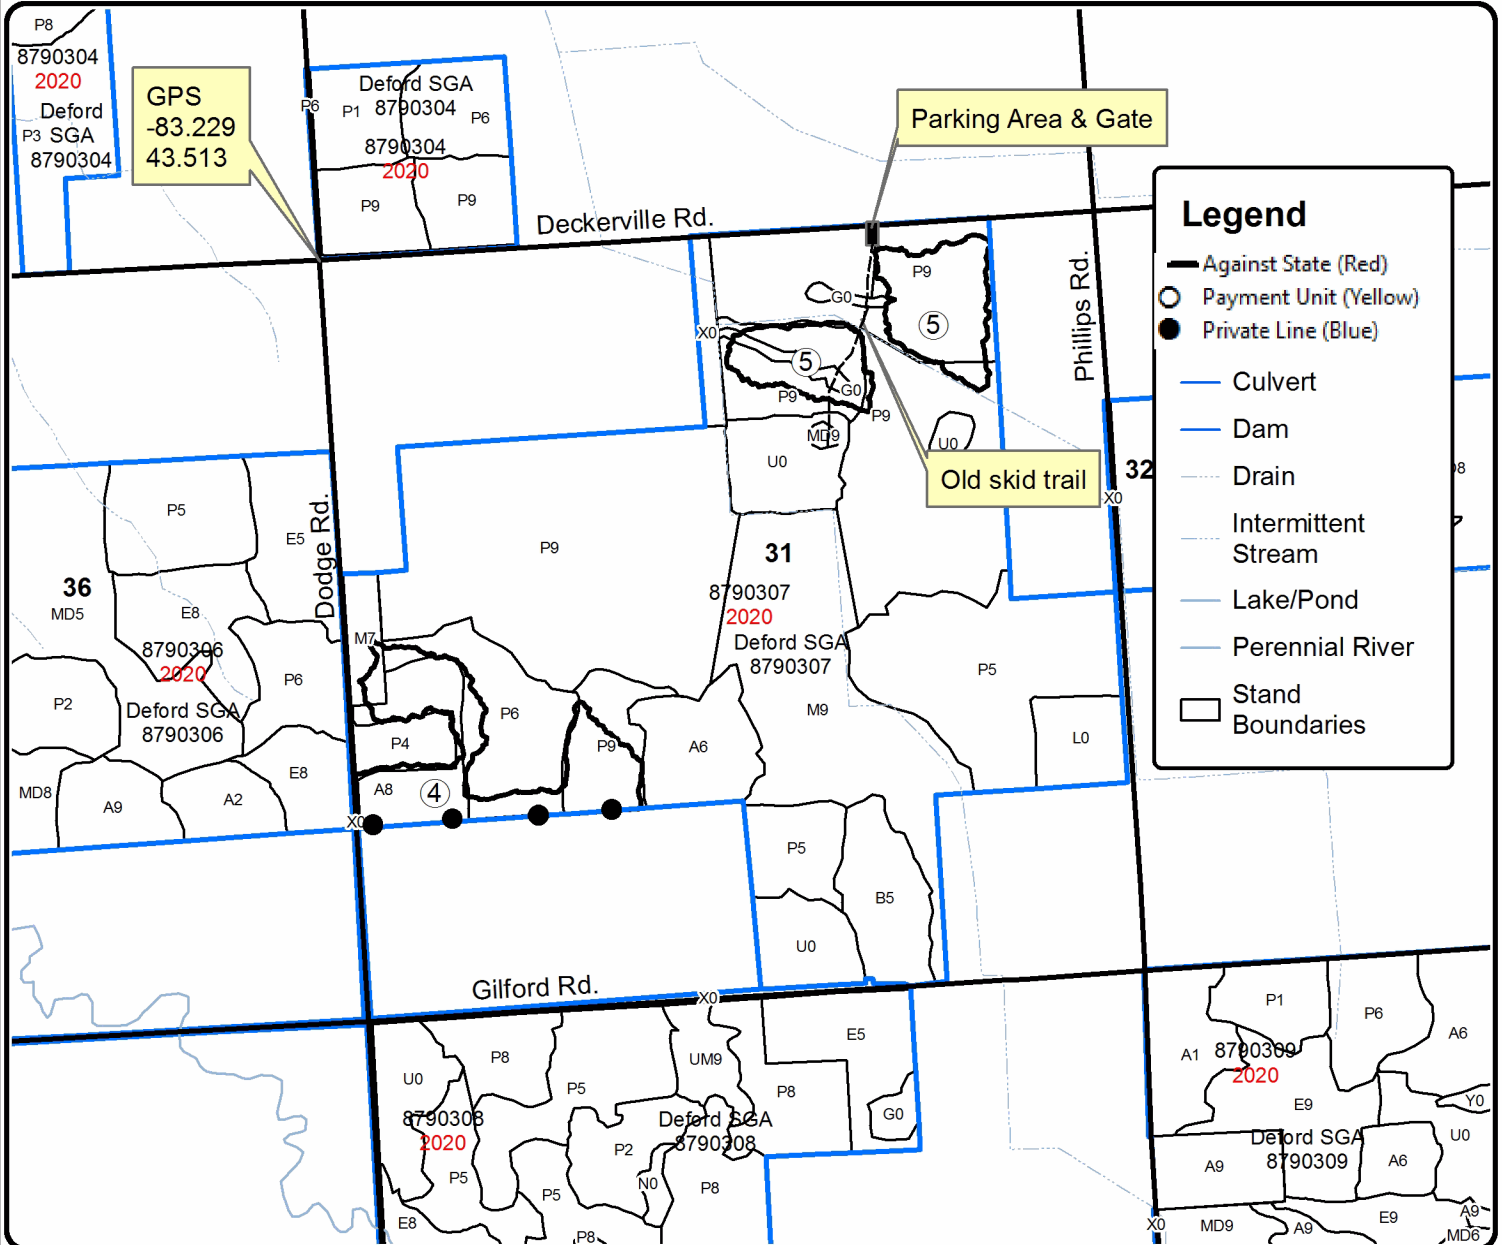 P8
8790304
2020
Deford
P3 SGA
8790304
GPS
-83.229
43.513
P6
P1
Deford SGA
8790304
P6
8790304
2020
P9
P9
Deckerville Rd.
Parking Area & Gate
Phillips Rd.
P9
G0
5
X0
5
G0
P9
P9
MD9
U0
U0
Old skid trail
32
X0
Legend
Against State (Red)
Payment Unit (Yellow)
Private Line (Blue)
Culvert
Dam
Drain
Intermittent
Stream
Lake/Pond
Perennial River
Stand
Boundaries
P5
E5
Dodge Rd.
36
MD5
E8
8790306
2020
P6
P2
Deford SGA
8790306
E8
MD8
A9
A2
P9
31
8790307
2020
Deford SGA
8790307
M7
P6
P4
P9
A6
M9
P5
L0
A8
4
X0
P5
B5
U0
Gilford Rd.
X0
U0
P8
P5
UM9
E5
P8
G0
8790308
2020
Deford SGA
8790308
P2
P5
P5
N0
P8
E8
P8
P1
P6
A6
A1
8790309
2020
E9
Y0
U0
Deford SGA
8790309
A9
A6
X0
MD9
A9
E9
A9
MD6